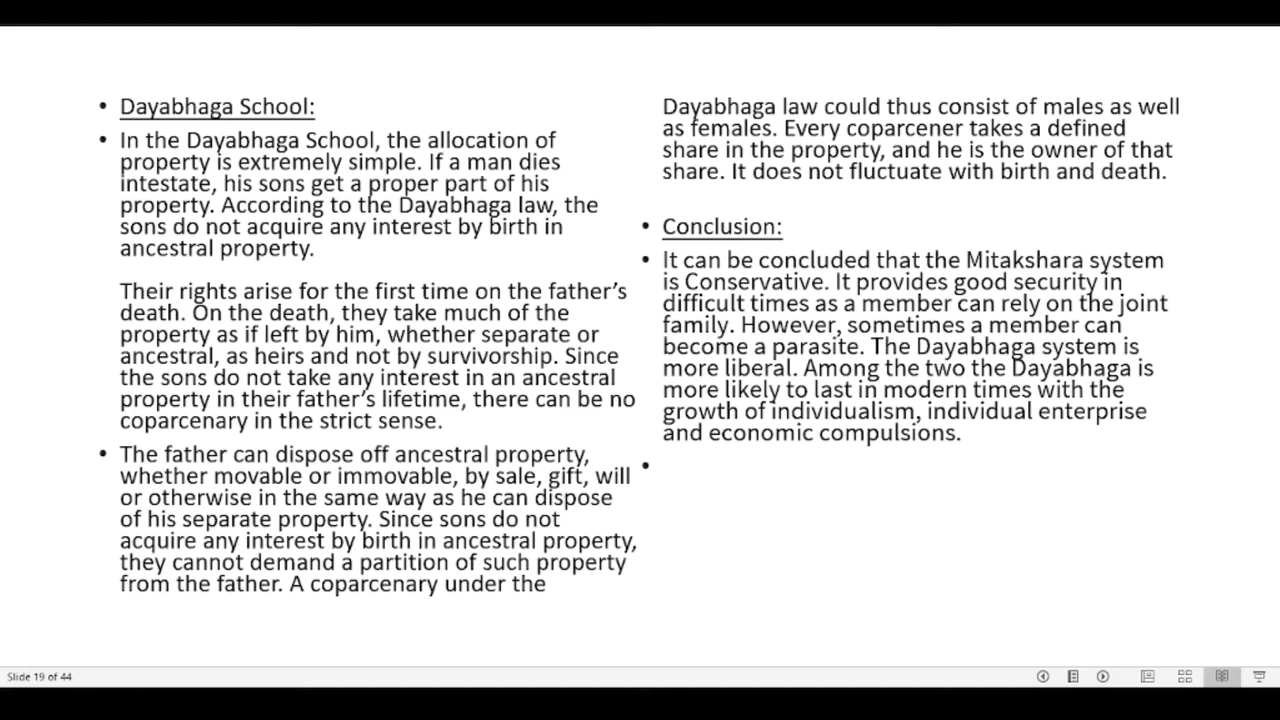 • Dayabhaga School:
• In the Dayabhaga School, the allocation of
property is extremely simple. If a man dies
intestate, his sons get a proper part of his
property. According to the Dayabhaga law, the
sons do not acquire any interest by birth in
ancestral property.
Their rights arise for the first time on the father's
death. On the death, they take much of the
property as if left by him, whether separate or
ancestral, as heirs and not by survivorship. Since
the sons do not take any interest in an ancestral
property in their father's lifetime, there can be no
coparcenary in the strict sense.
• The father can dispose off ancestral property,
whether movable or immovable, by sale, gift, will
or otherwise in the same way as he can dispose
of his separate property. Since sons do not
acquire any interest by birth in ancestral property,
they cannot demand a partition of such property
from the father. A coparcenary under the
Dayabhaga law could thus consist of males as well
as females. Every coparcener takes a defined
share in the property, and he is the owner of that
share. It does not fluctuate with birth and death.
• Conclusion:
• It can be concluded that the Mitakshara system
is Conservative. It provides good security in
difficult times as a member can rely on the joint
family. However, sometimes a member can
become a parasite. The Dayabhaga system is
more liberal. Among the two the Dayabhaga is
more likely to last in modern times with the
growth of individualism, individual enterprise
and economic compulsions.
•
Slide 19 of 44